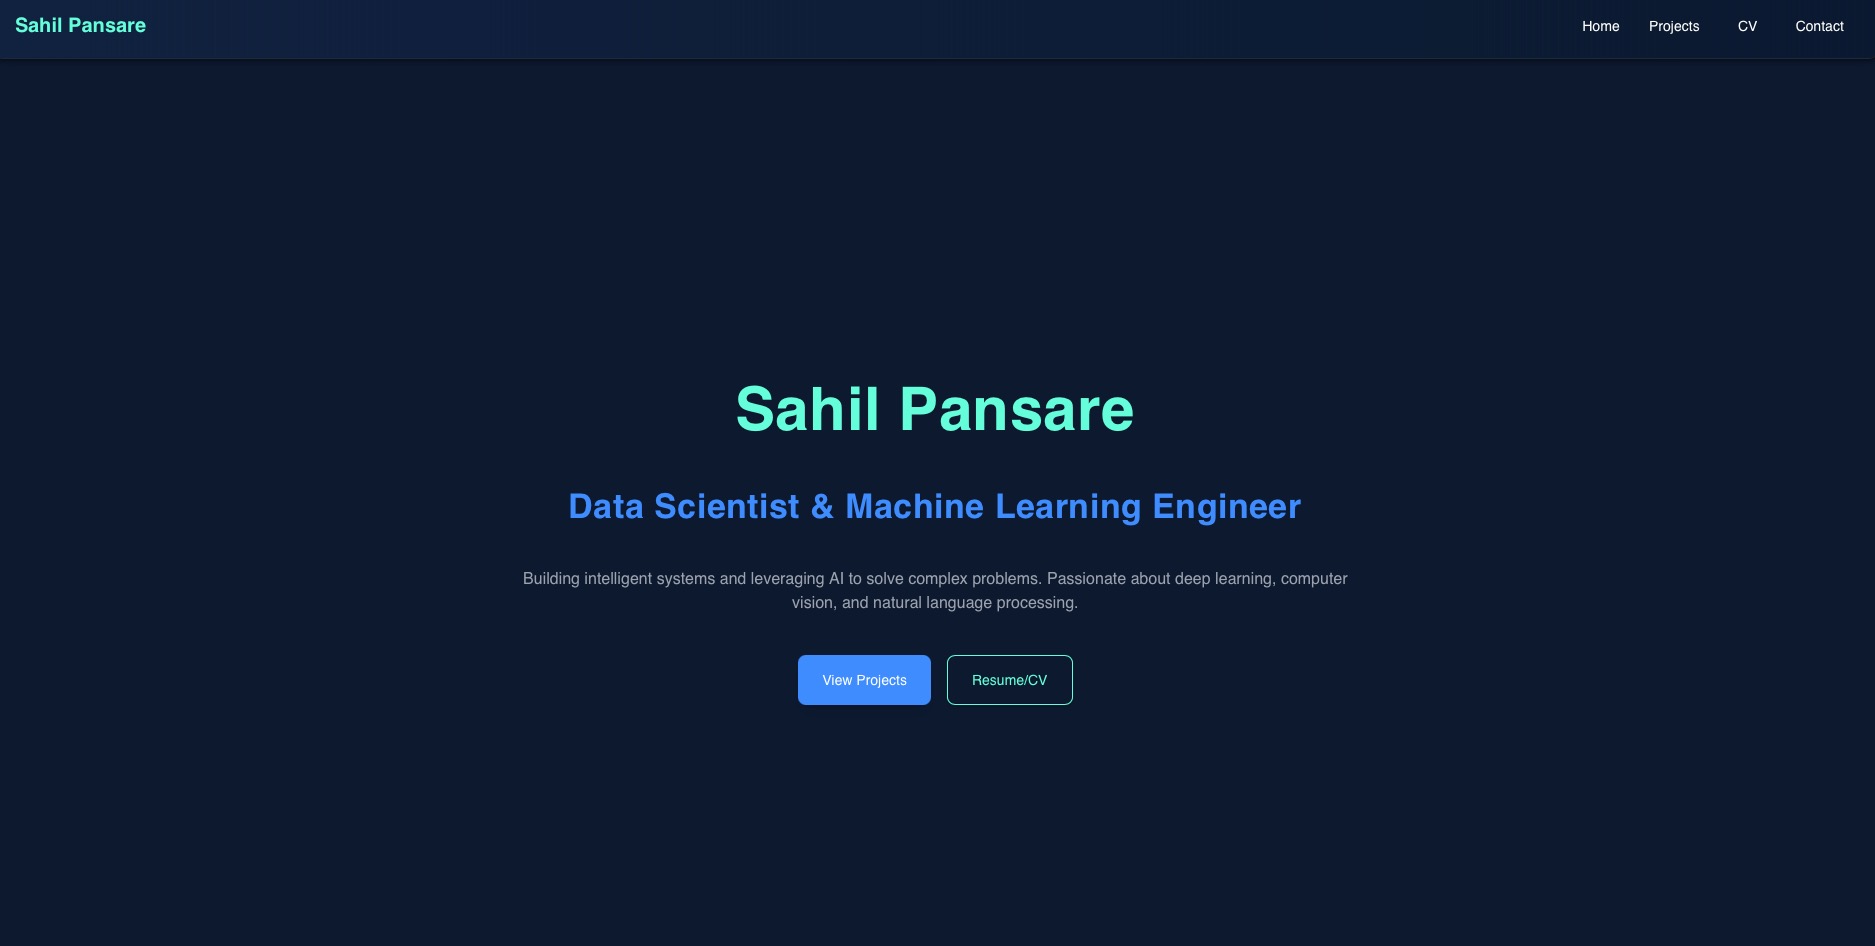 Sahil Pansare
Home Projects CV Contact
Sahil Pansare
Data Scientist & Machine Learning Engineer
Building intelligent systems and leveraging AI to solve complex problems. Passionate about deep learning, computer
vision, and natural language processing.
View Projects
Resume/CV